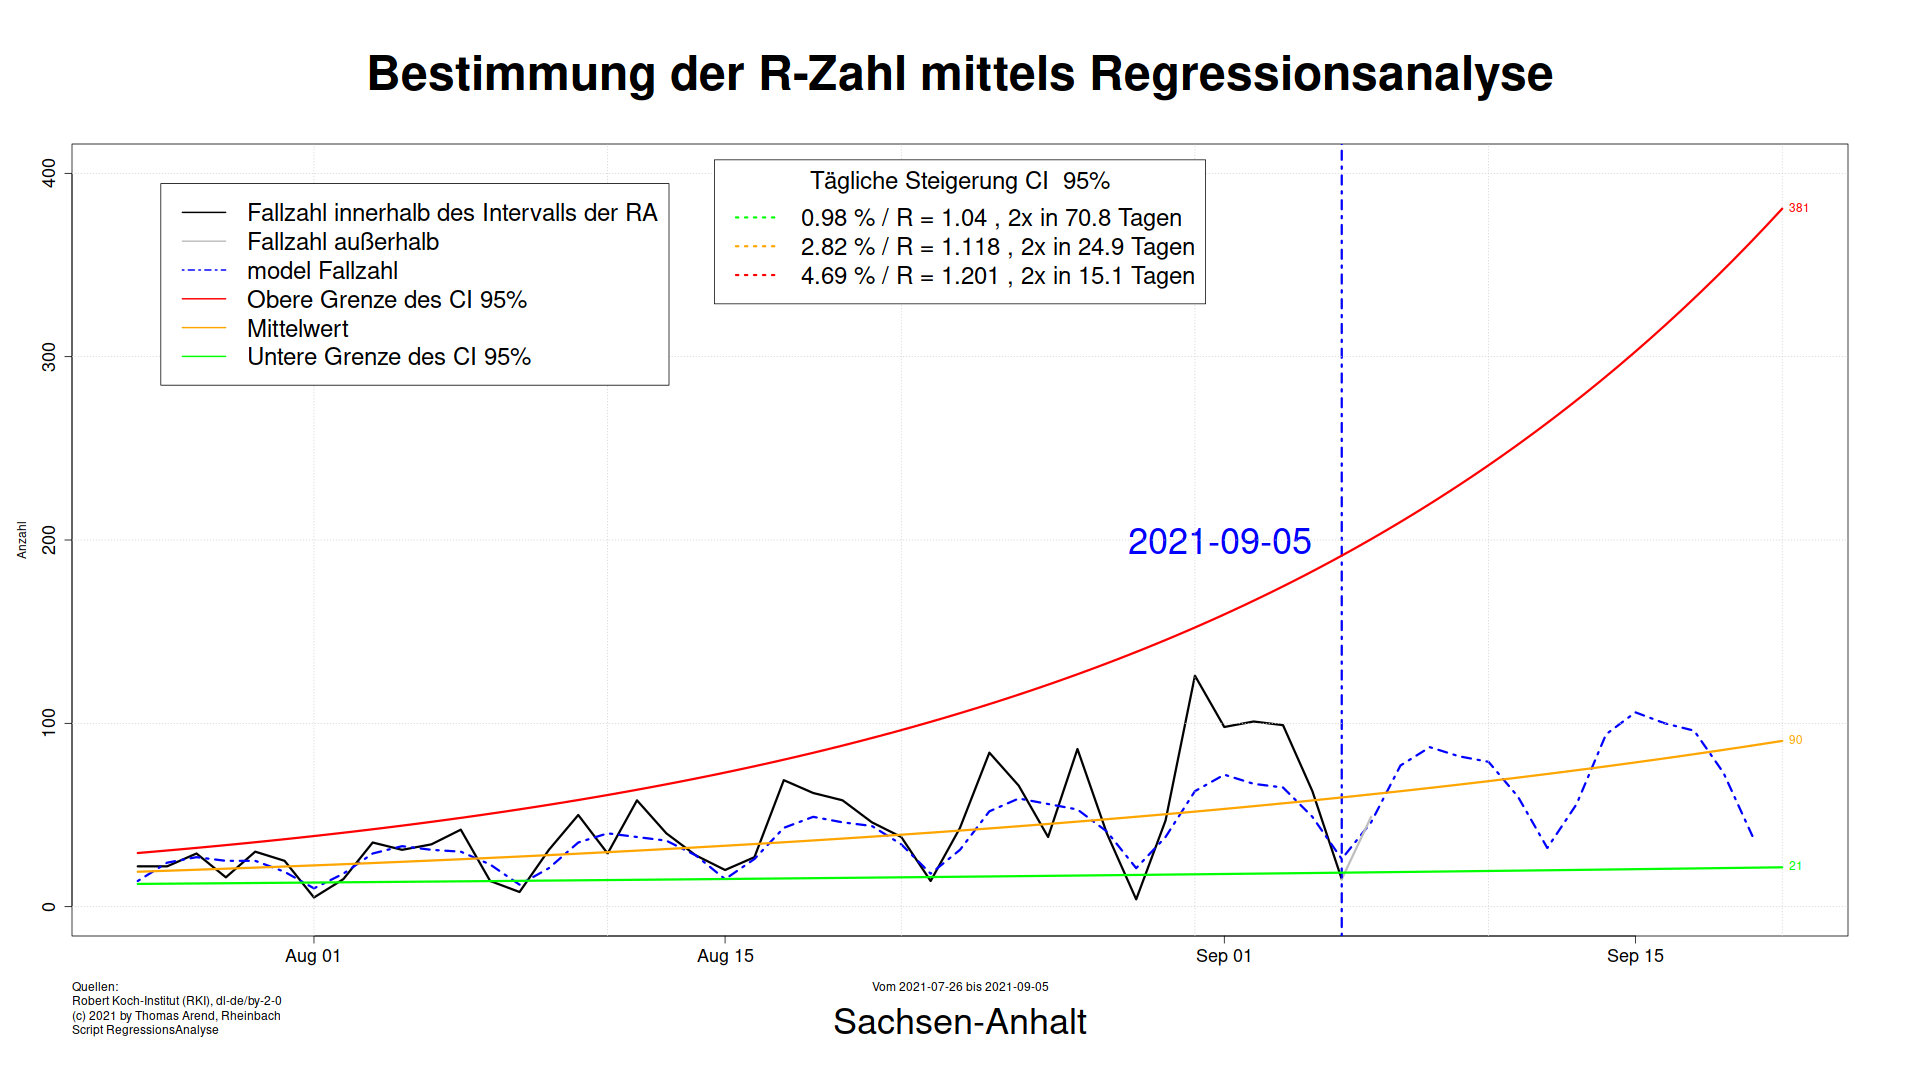 Bestimmung der R-Zahl mittels Regressionsanalyse
Fallzahl innerhalb des Intervalls der RA
Fallzahl außerhalb
model Fallzahl
Obere Grenze des CI 95%
Mittelwert
Untere Grenze des CI 95%
Tägliche Steigerung CI  95%
0.98 % / R = 1.04 , 2x in 70.8 Tagen
2.82 % / R = 1.118 , 2x in 24.9 Tagen
4.69 % / R = 1.201 , 2x in 15.1 Tagen
400
300
200
100
0
Anzahl
2021-09-05
381
90
21
Aug 01
Aug 15
Sep 01
Sep 15
Quellen:
Robert Koch-Institut (RKI), dl-de/by-2-0
(c) 2021 by Thomas Arend, Rheinbach
Script RegressionsAnalyse
Vom 2021-07-26 bis 2021-09-05
Sachsen-Anhalt